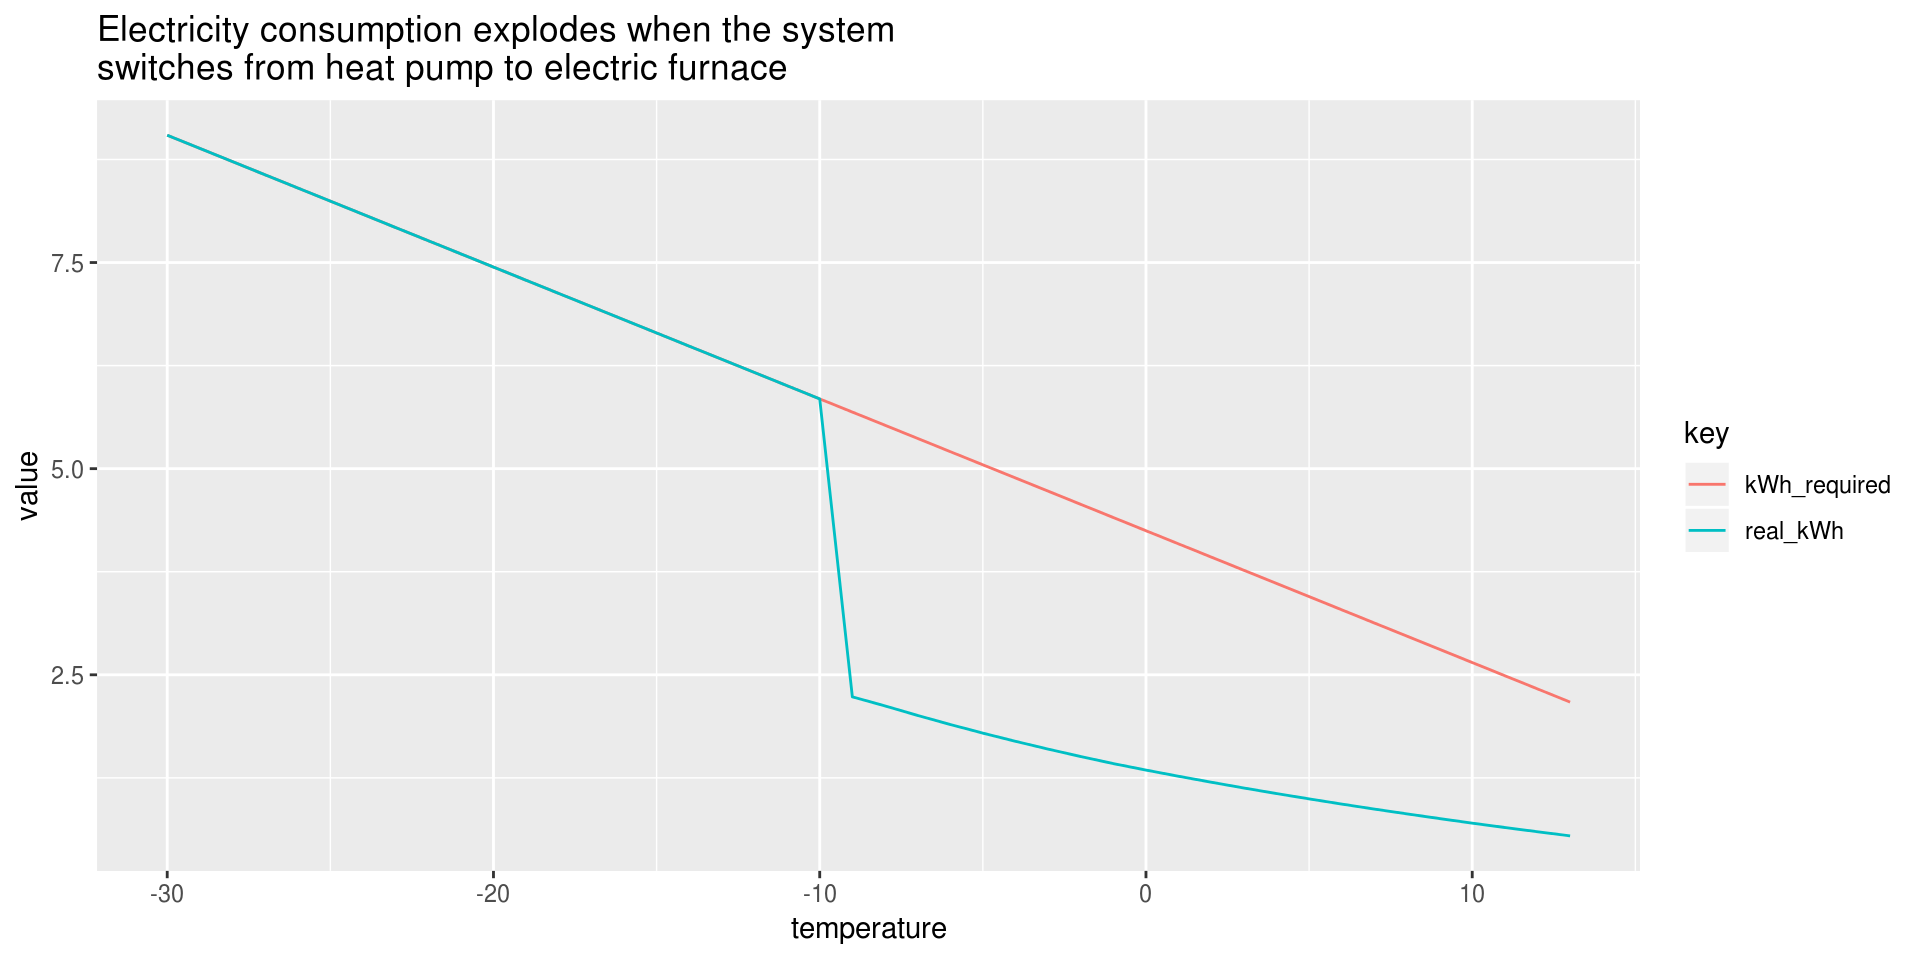 Electricity consumption explodes when the system
switches from heat pump to electric furnace
value
7.5
5.0
2.5
-30
-20
-10
0
10
temperature
key
kWh_required
real_kWh